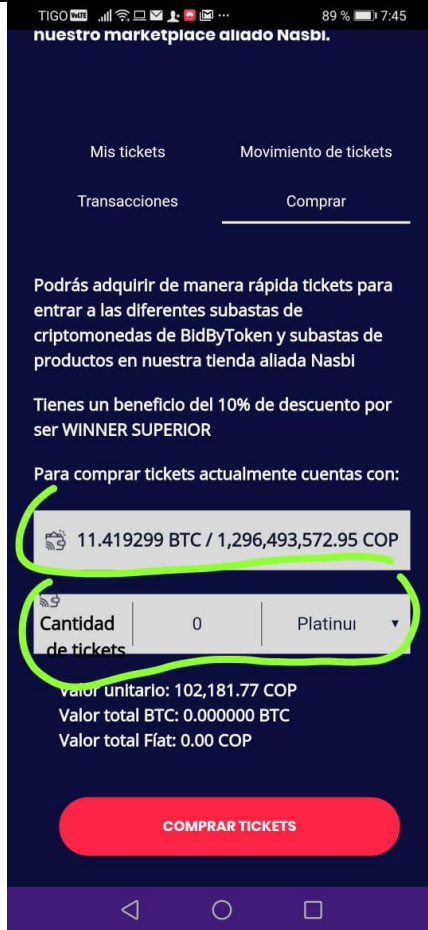 TIGO VoLTE 89 % 7:45
nuestro marketplace aliado Nasbi.
Mis tickets Movimiento de tickets
Transacciones Comprar
Podrás adquirir de manera rápida tickets para
entrar a las diferentes subastas de
criptomonedas de BidByToken y subastas de
productos en nuestra tienda aliada Nasbi
Tienes un beneficio del 10% de descuento por
ser WINNER SUPERIOR
Para comprar tickets actualmente cuentas con:
11.419299 BTC / 1,296,493,572.95 COP
Cantidad 0 Platinu
de tickets
Valor unitario: 102,181.77 COP
Valor total BTC: 0.000000 BTC
Valor total Fíat: 0.00 COP
COMPRAR TICKETS